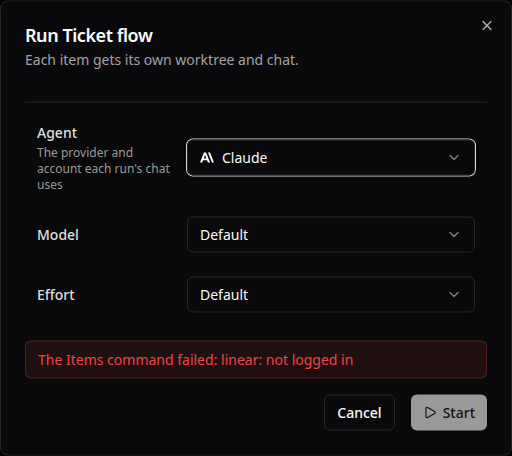 Run Ticket flow
Each item gets its own worktree and chat.
Agent
The provider and
account each run's chat
uses
Claude
Model
Default
Effort
Default
The Items command failed: linear: not logged in
Cancel
Start